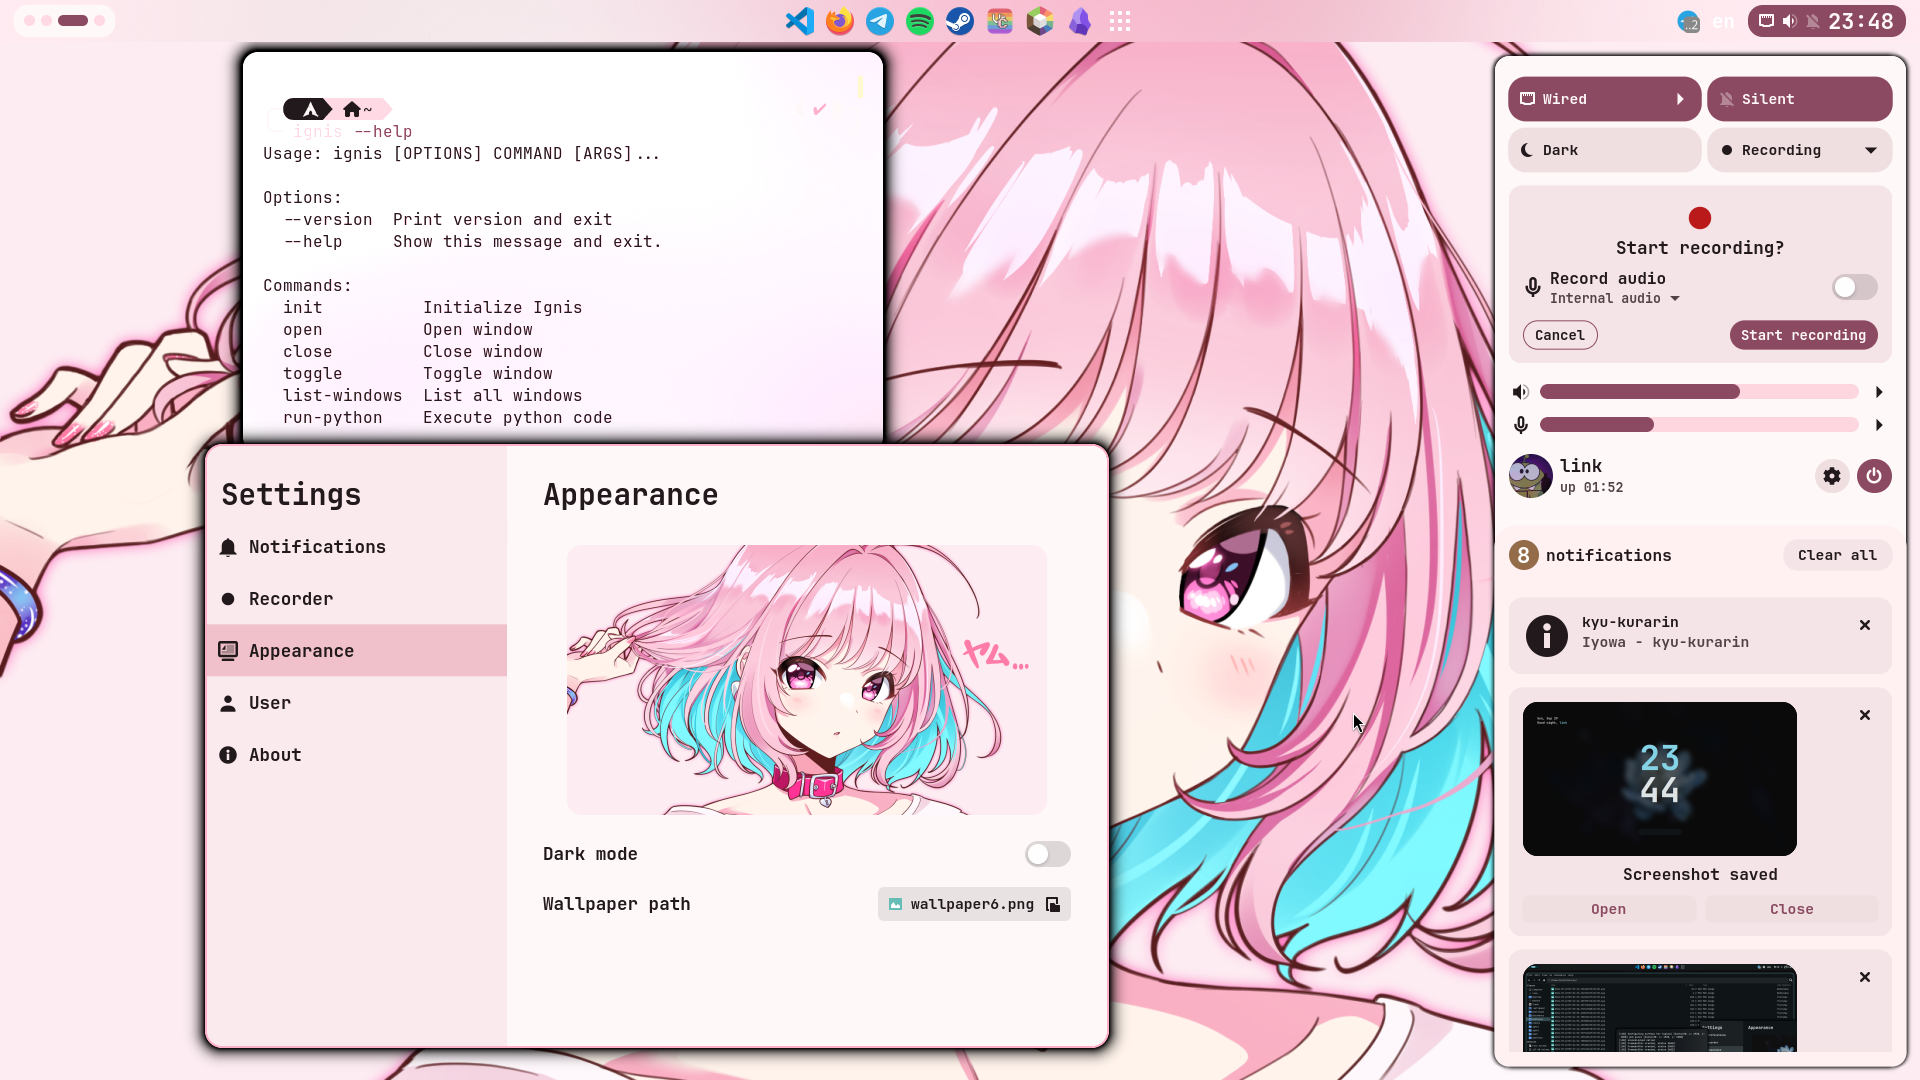 en
23:48
~
ignis --help
Usage: ignis [OPTIONS] COMMAND [ARGS]...
Options:
--version  Print version and exit
--help     Show this message and exit.
Commands:
init          Initialize Ignis
open          Open window
close         Close window
toggle        Toggle window
list-windows  List all windows
run-python    Execute python code
Settings
Notifications
Recorder
Appearance
User
About
Appearance
ヤム...
Dark mode
Wallpaper path
wallpaper6.png
Wired
Silent
Dark
Recording
Start recording?
Record audio
Internal audio
Cancel
Start recording
link
up 01:52
8 notifications
Clear all
kyu-kurarin
Iyowa - kyu-kurarin
23
44
Screenshot saved
Open
Close
Appearance